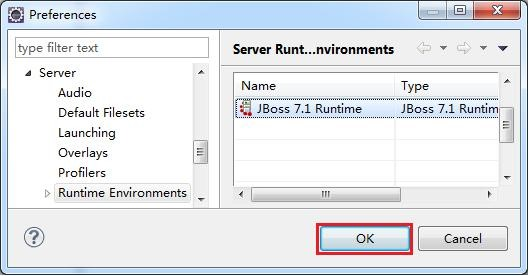 Preferences
type filter text
Server
Audio
Default Filesets
Launching
Overlays
Profilers
Runtime Environments
Server Runt...nvironments
Name Type
JBoss 7.1 Runtime JBoss 7.1 Runtim
OK Cancel